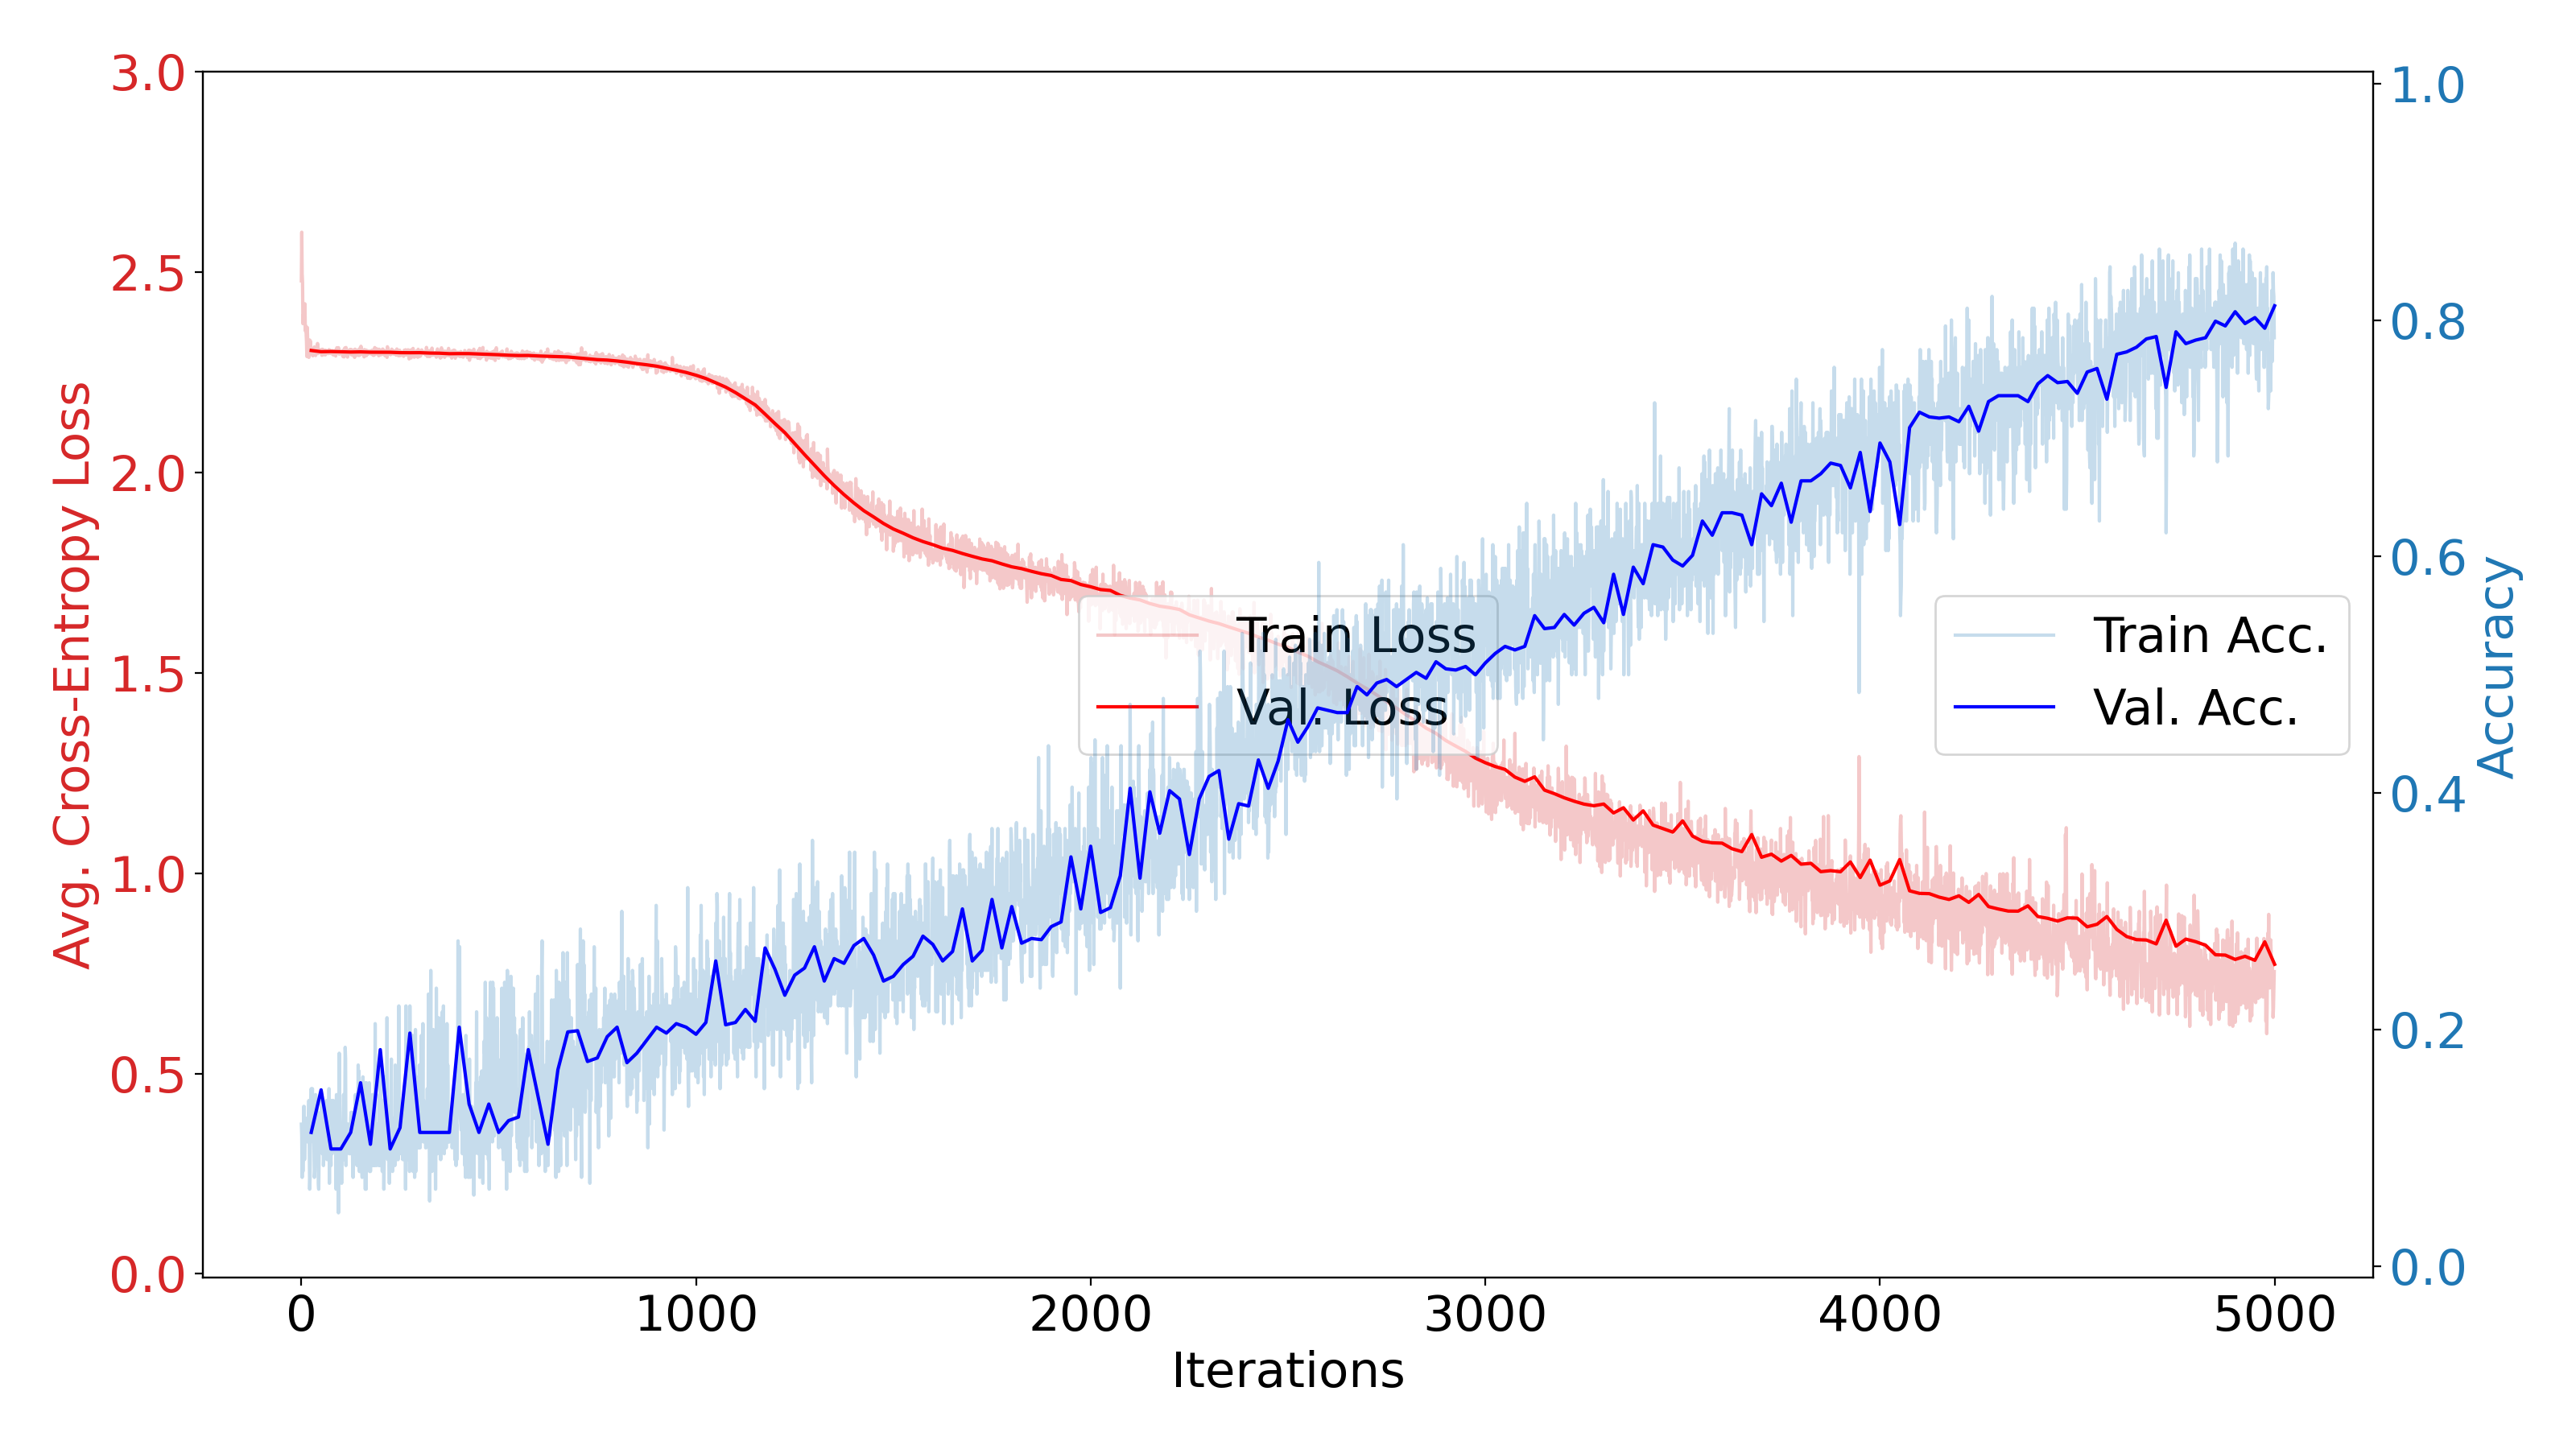 3.0
2.5
2.0
1.5
1.0
0.5
0.0
Avg. Cross-Entropy Loss
Train Loss
Val. Loss
Train Acc.
Val. Acc.
1.0
0.8
0.6
0.4
0.2
0.0
Accuracy
0 1000 2000 3000 4000 5000
Iterations